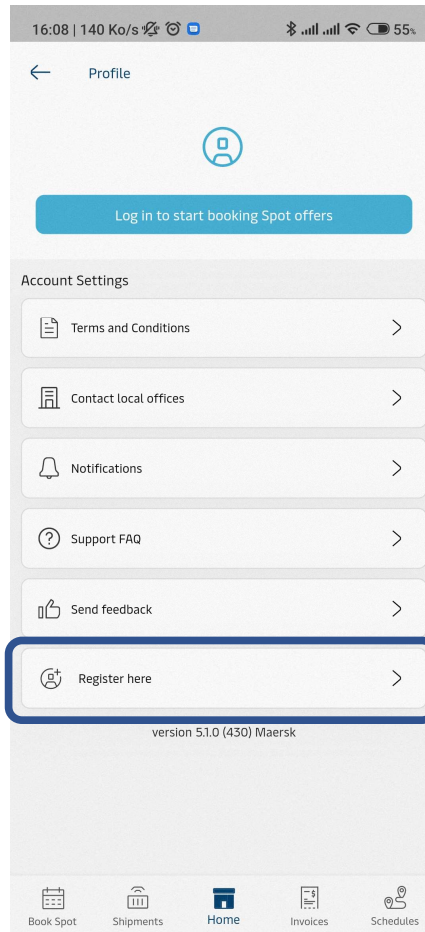 16:08 | 140 Ko/s 55%
Profile
Log in to start booking Spot offers
Account Settings
Terms and Conditions
Contact local offices
Notifications
Support FAQ
Send feedback
Register here
version 5.1.0 (430) Maersk
Book Spot Shipments Home Invoices Schedules